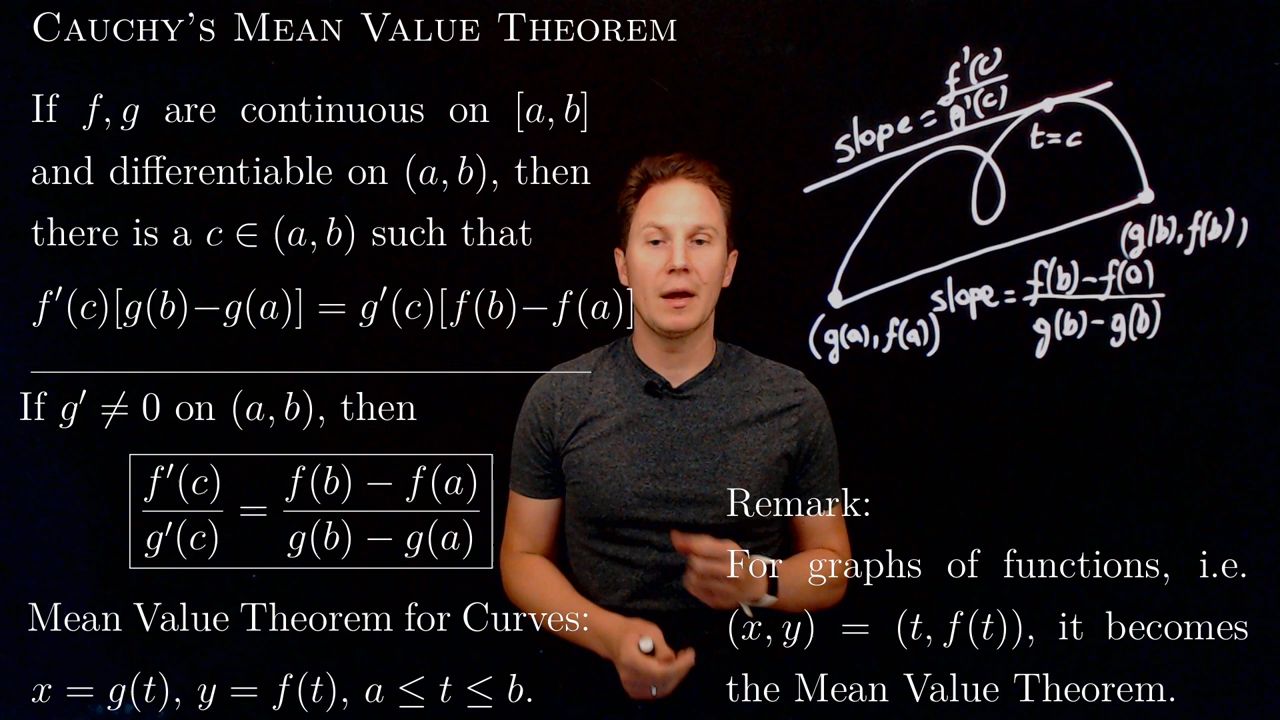 CAUCHY'S MEAN VALUE THEOREM
If f, g are continuous on [a, b]
and differentiable on (a, b), then
there is a c ∈ (a, b) such that
f′(c)[g(b)−g(a)] = g′(c)[f(b)−f(a)]
If g′ ≠ 0 on (a, b), then
f′(c)/g′(c) = f(b) − f(a)/g(b) − g(a)
Mean Value Theorem for Curves:
x = g(t), y = f(t), a ≤ t ≤ b.
slope = f'(c)/g'(c)
t=c
(g(b), f(b))
(g(a), f(a))
slope = f(b)-f(a)/g(b)-g(b)
Remark:
For graphs of functions, i.e.
(x, y) = (t, f(t)), it becomes
the Mean Value Theorem.